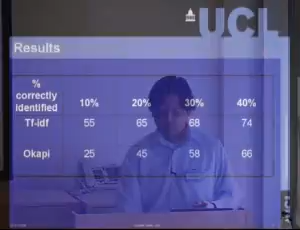 UCL
Results
% correctly identified 10% 20% 30% 40%
Tf-idf 55 65 68 74
Okapi 25 45 58 66